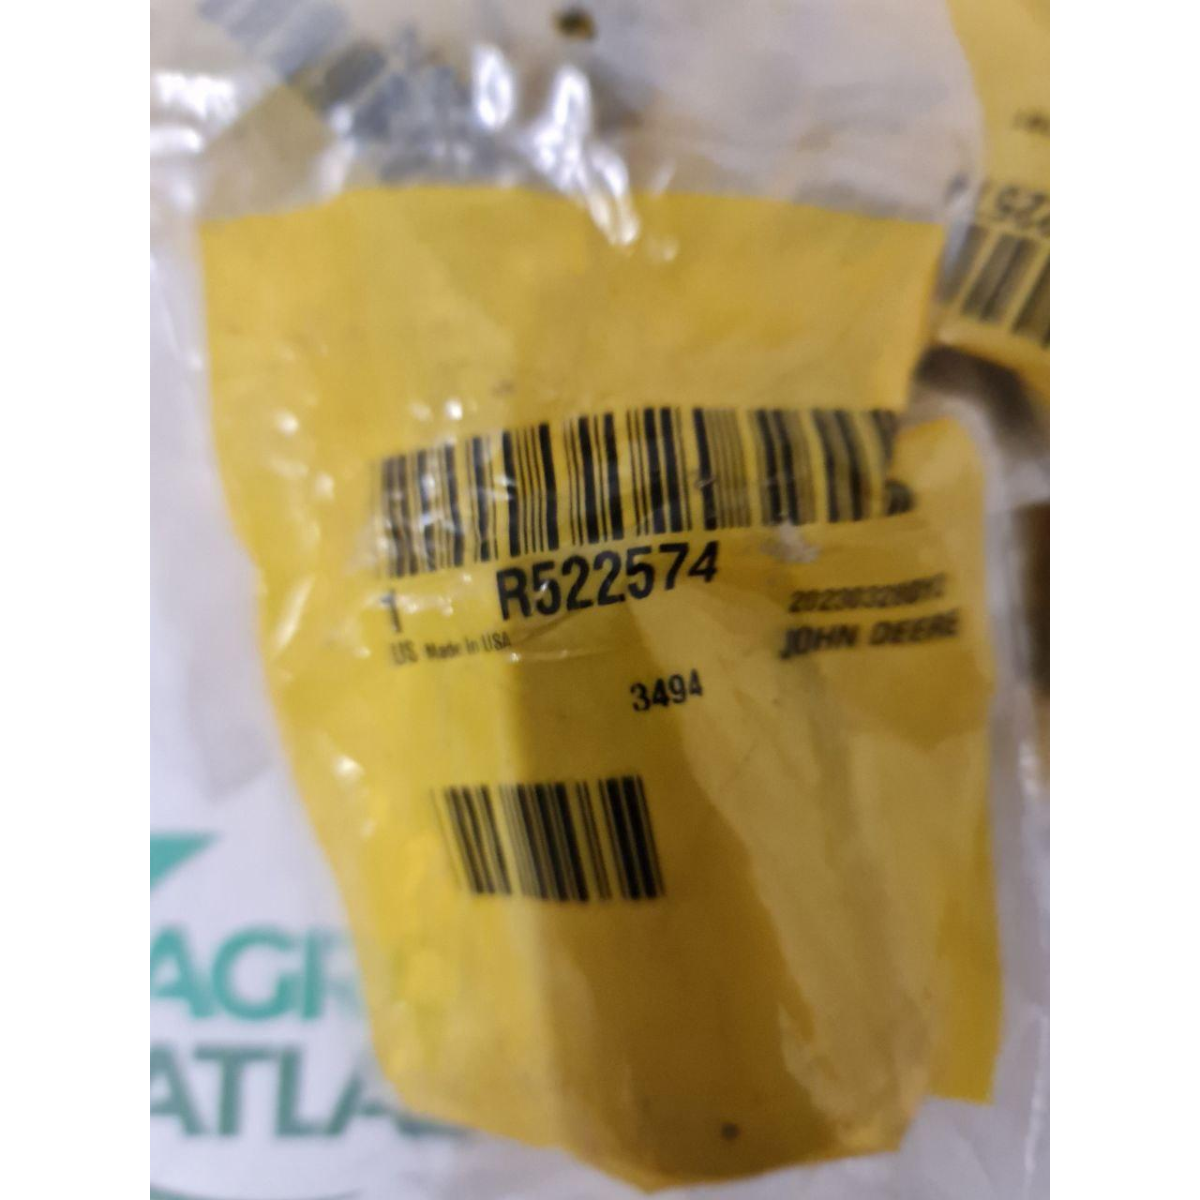 1 R522574
US Made in USA
JOHN DEERE
3494
AGR
ATLA